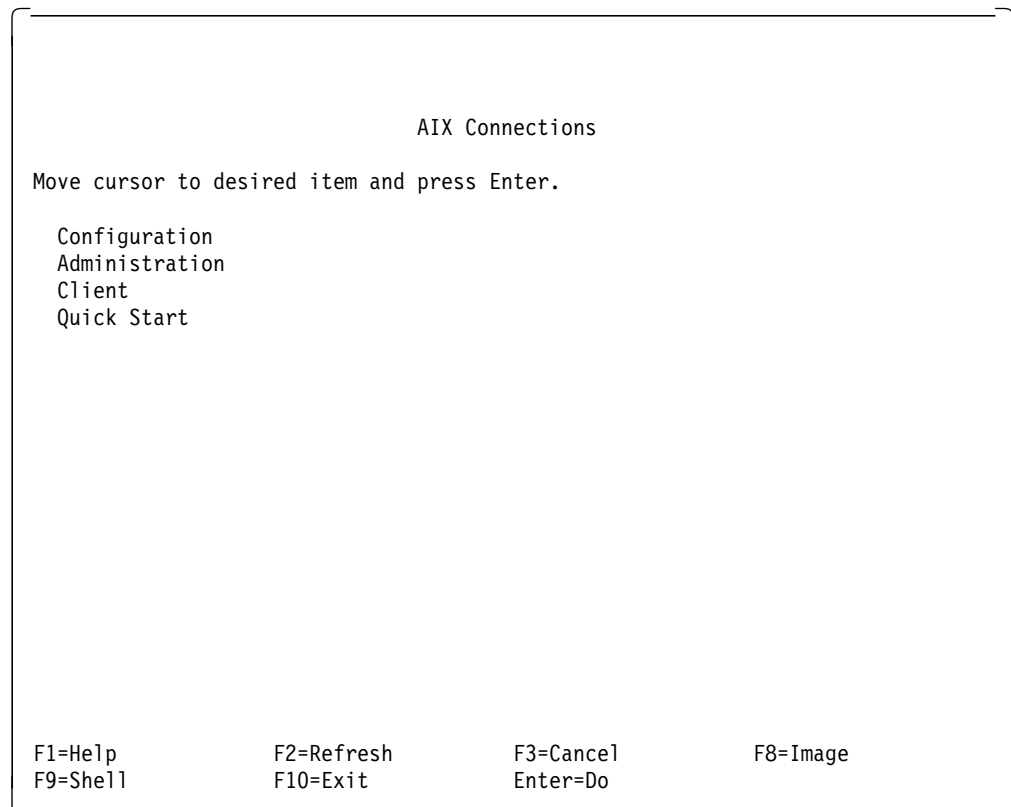 AIX Connections
Move cursor to desired item and press Enter.
Configuration
Administration
Client
Quick Start
F1=Help F2=Refresh F3=Cancel F8=Image
F9=Shell F10=Exit Enter=Do